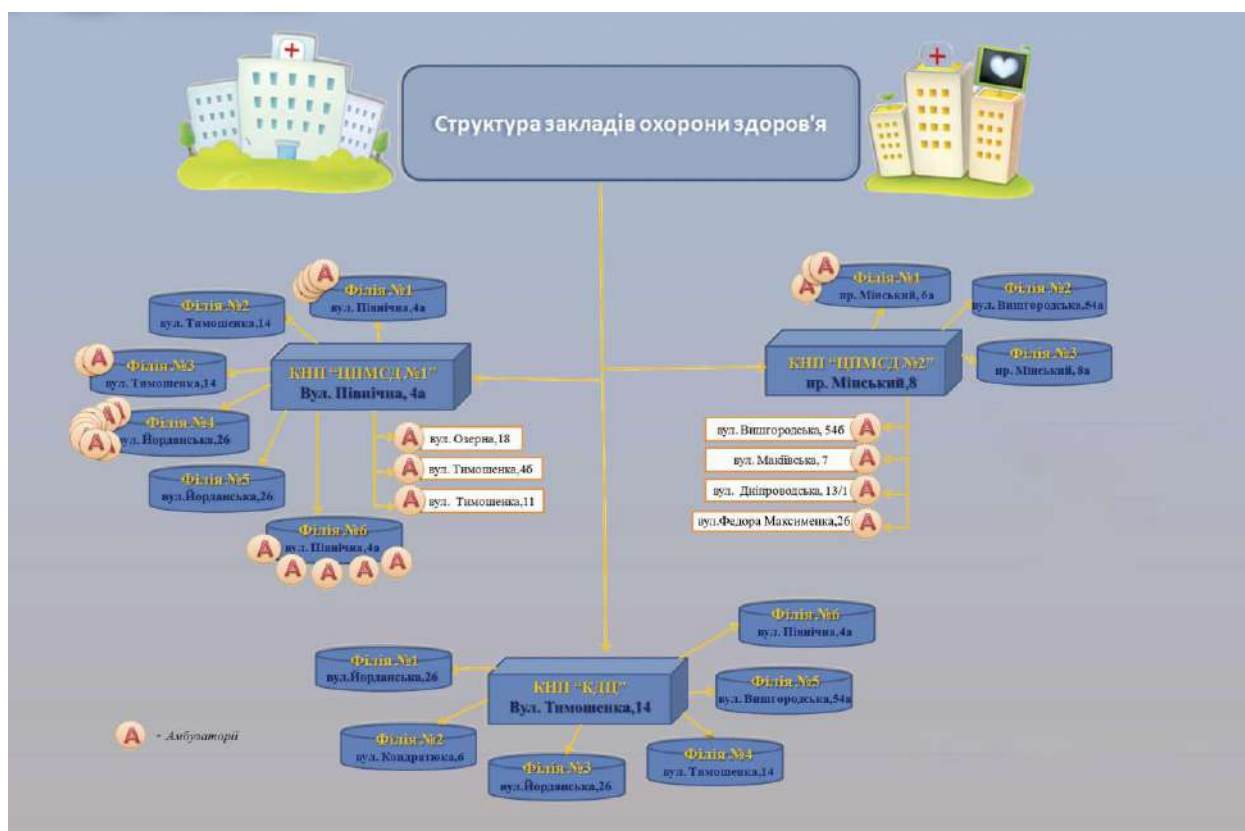 Структура закладів охорони здоров'я
Філія №1
пр. Мінський, 6а
Філія №2
вул. Вишгородська,54а
Філія №3
пр. Мінський, 8а
КНП “ЦПМСД №2”
пр. Мінський,8
А вул. Вишгородська, 54б
А вул. Макіївська, 7
А вул. Дніпроводська, 13/1
А вул.Федора Максименка,26
А
А
Філія №1
вул. Північна,4а
А
Філія №2
вул. Тимошенка,14
Філія №3
вул. Тимошенка,14
А
Філія №4
вул. Йорданська,26
А
Філія №5
вул.Йорданська,26
КНП “ЦПМСД №1”
Вул. Північна, 4а
А вул. Озерна,18
А вул. Тимошенка,4б
А вул. Тимошенка,11
Філія №6
вул. Північна,4а
А А А А А
Філія №6
вул. Північна,4а
Філія №1
вул.Йорданська,26
КНП “КДЦ”
Вул. Тимошенка,14
Філія №5
вул. Вишгородська,54а
Філія №2
вул. Кондратюка,6
Філія №3
вул.Йорданська,26
Філія №4
вул. Тимошенка,14
А - Амбулаторії